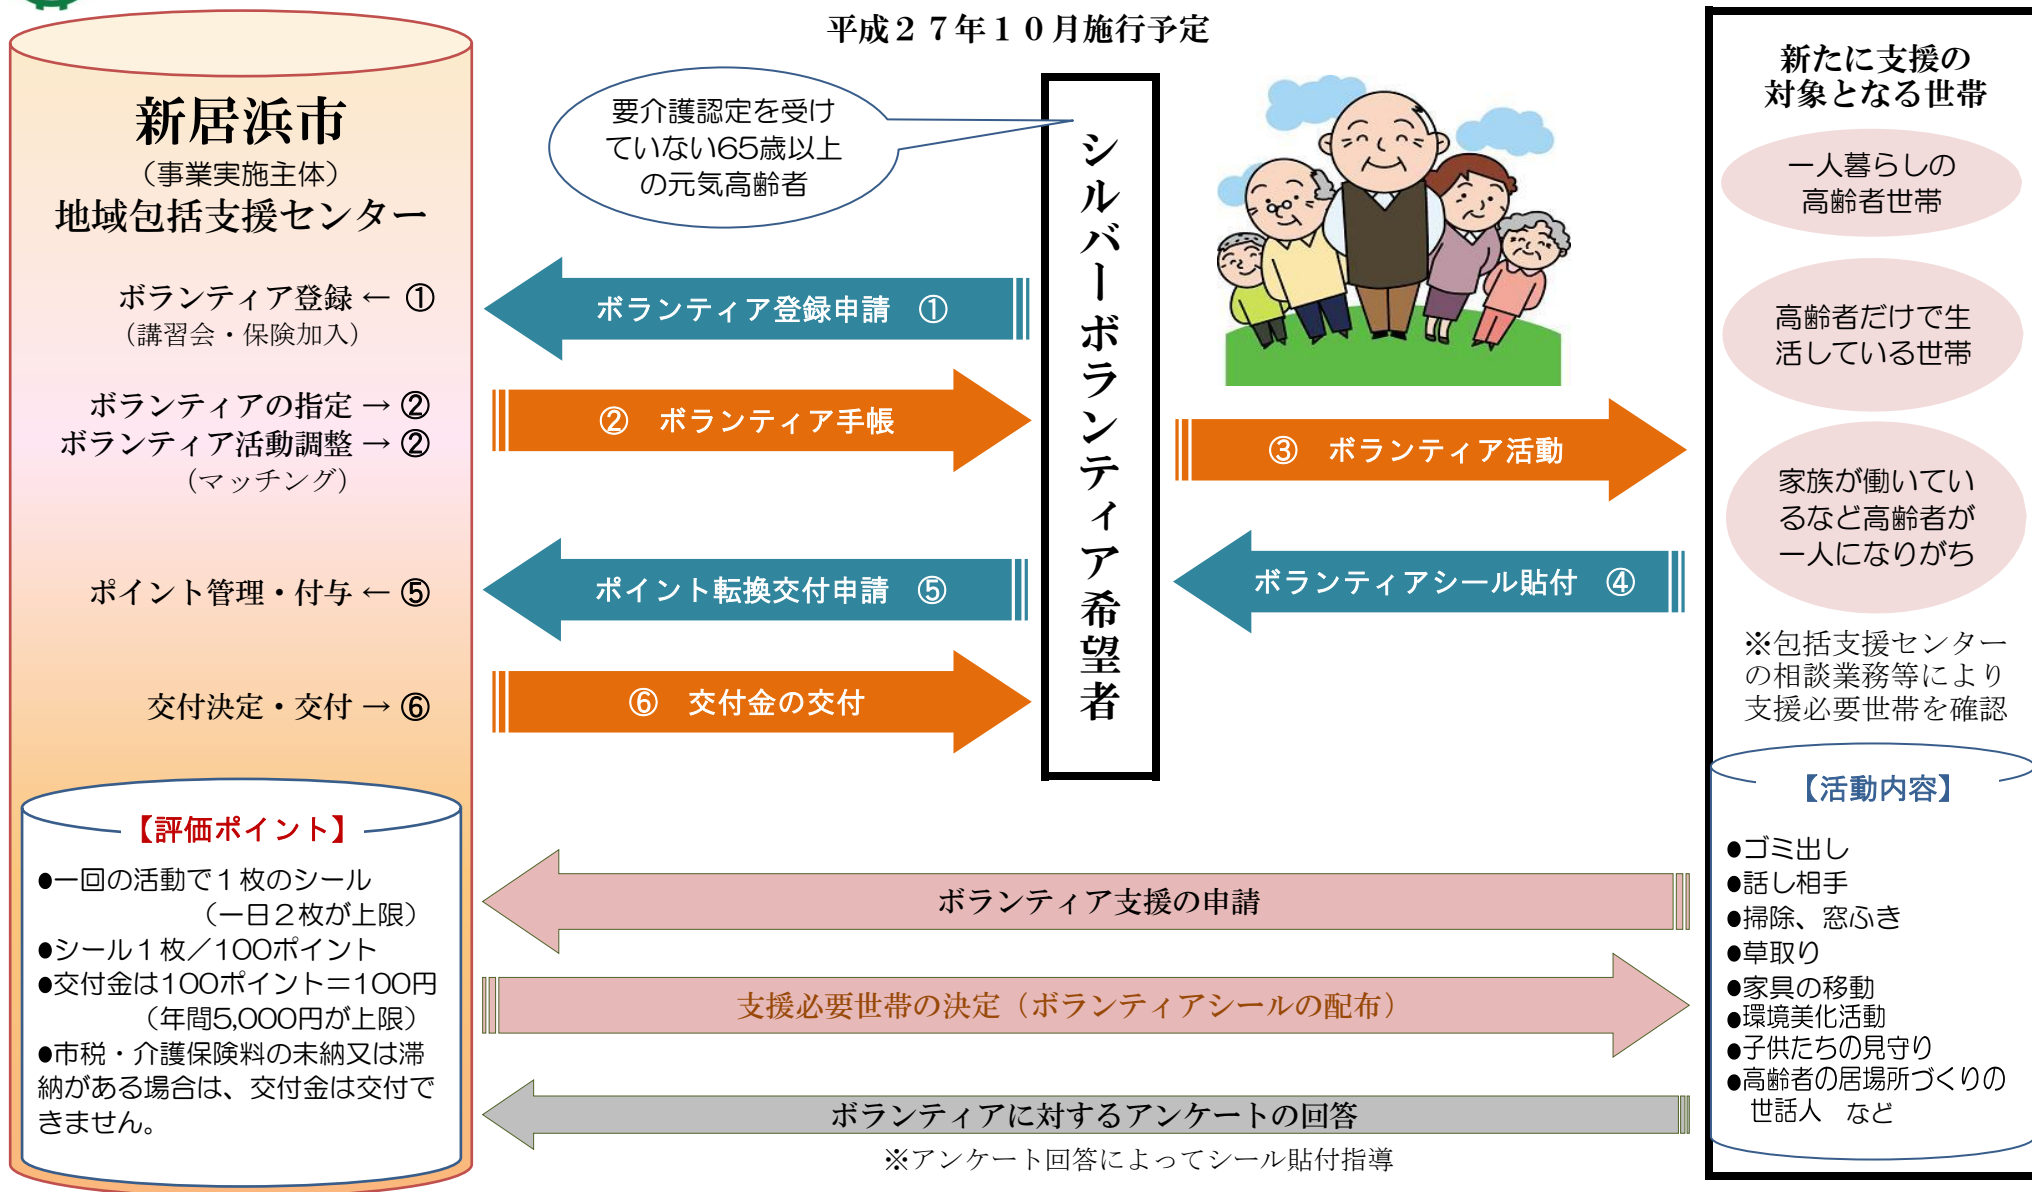 平成２７年１０月施行予定
新居浜市
（事業実施主体）
地域包括支援センター
ボランティア登録 ← ①
（講習会・保険加入）
ボランティアの指定 → ②
ボランティア活動調整 → ②
（マッチング）
ポイント管理・付与 ← ⑤
交付決定・交付 → ⑥
【評価ポイント】
●一回の活動で１枚のシール
（一日２枚が上限）
●シール１枚／100ポイント
●交付金は100ポイント＝100円
（年間5,000円が上限）
●市税・介護保険料の未納又は滞
納がある場合は、交付金は交付で
きません。
要介護認定を受け
ていない65歳以上
の元気高齢者
ボランティア登録申請　①
②　ボランティア手帳
ポイント転換交付申請　⑤
⑥　交付金の交付
シルバーボランティア希望者
③　ボランティア活動
ボランティアシール貼付　④
ボランティア支援の申請
支援必要世帯の決定（ボランティアシールの配布）
ボランティアに対するアンケートの回答
※アンケート回答によってシール貼付指導
新たに支援の
対象となる世帯
一人暮らしの
高齢者世帯
高齢者だけで生
活している世帯
家族が働いてい
るなど高齢者が
一人になりがち
※包括支援センター
の相談業務等により
支援必要世帯を確認
【活動内容】
●ゴミ出し
●話し相手
●掃除、窓ふき
●草取り
●家具の移動
●環境美化活動
●子供たちの見守り
●高齢者の居場所づくりの
世話人　など